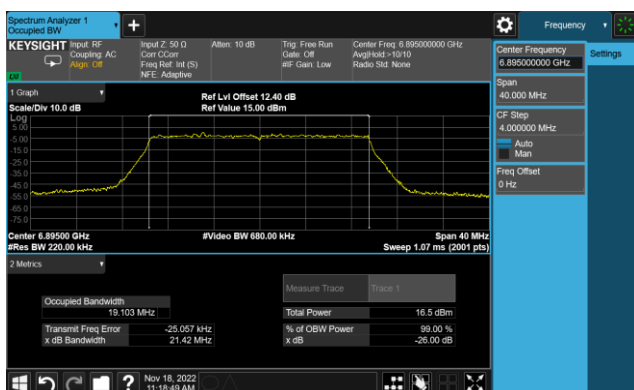 Spectrum Analyzer 1
Occupied BW
Frequency
KEYSIGHT
Input: RF
Coupling: AC
Align: Off
Input Z: 50 Ω
Corr CCorr
Freq Ref: Int (S)
NFE: Adaptive
Atten: 10 dB
Trig: Free Run
Gate: Off
#IF Gain: Low
Center Freq: 6.895000000 GHz
Avg|Hold:>10/10
Radio Std: None
Center Frequency
6.895000000 GHz
Settings
Span
40.000 MHz
CF Step
4.000000 MHz
Auto
Man
Freq Offset
0 Hz
1 Graph
Scale/Div 10.0 dB
Ref Lvl Offset 12.40 dB
Ref Value 15.00 dBm
Log
5.00
-5.00
-15.0
-25.0
-35.0
-45.0
-55.0
-65.0
-75.0
Center 6.89500 GHz
#Res BW 220.00 kHz
#Video BW 680.00 kHz
Span 40 MHz
Sweep 1.07 ms (2001 pts)
2 Metrics
Measure Trace
Trace 1
Occupied Bandwidth
19.103 MHz
Total Power
16.5 dBm
Transmit Freq Error
-25.057 kHz
% of OBW Power
99.00 %
x dB Bandwidth
21.42 MHz
x dB
-26.00 dB
?
Nov 18, 2022
11:18:49 AM